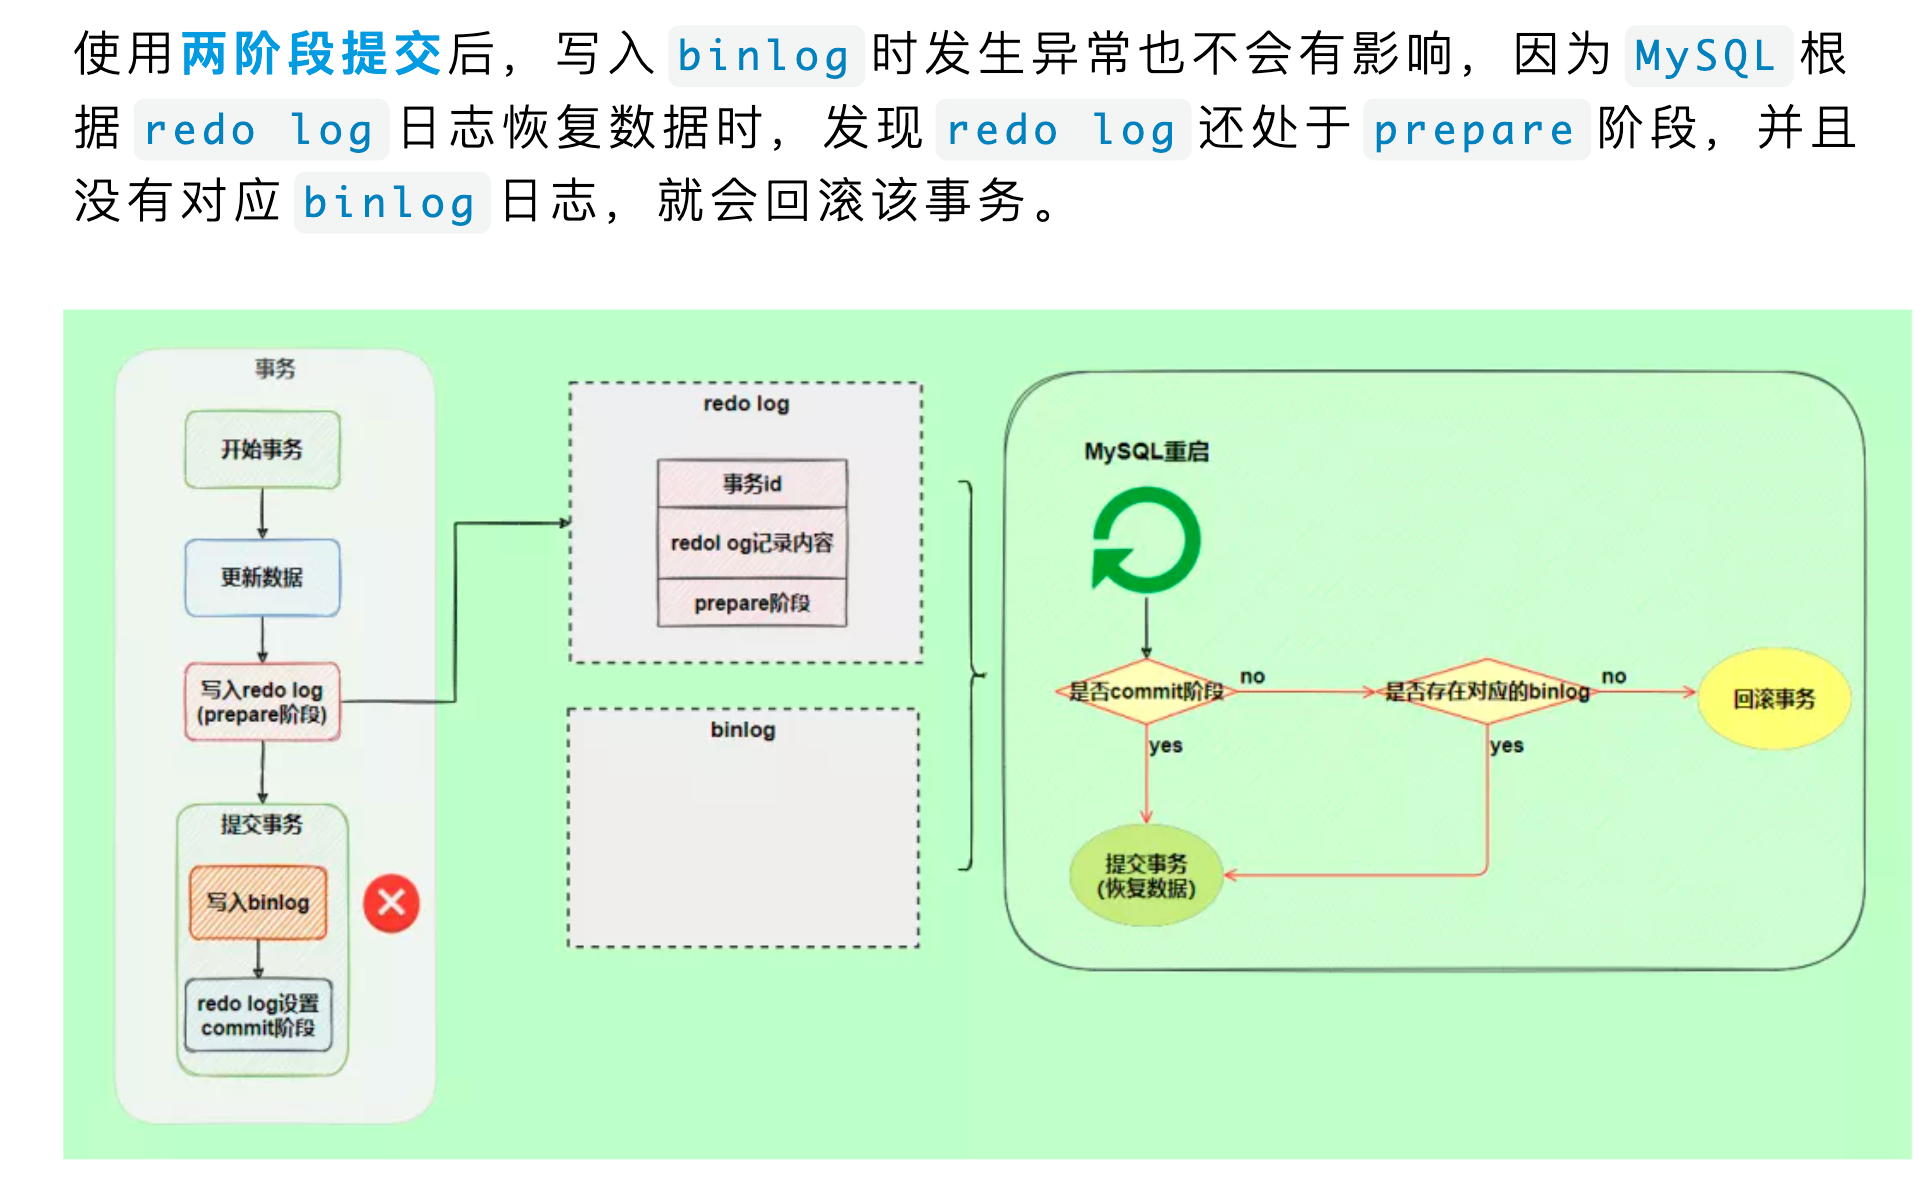 使用两阶段提交后，写入 binlog 时发生异常也不会有影响，因为 MySQL 根
据 redo log 日志恢复数据时，发现 redo log 还处于 prepare 阶段，并且
没有对应 binlog 日志，就会回滚该事务。
事务
开始事务
更新数据
写入redo log
(prepare阶段)
提交事务
写入binlog
redo log设置
commit阶段
redo log
事务id
redol og记录内容
prepare阶段
binlog
MySQL重启
是否commit阶段
no
是否存在对应的binlog
no
回滚事务
yes
yes
提交事务
(恢复数据)